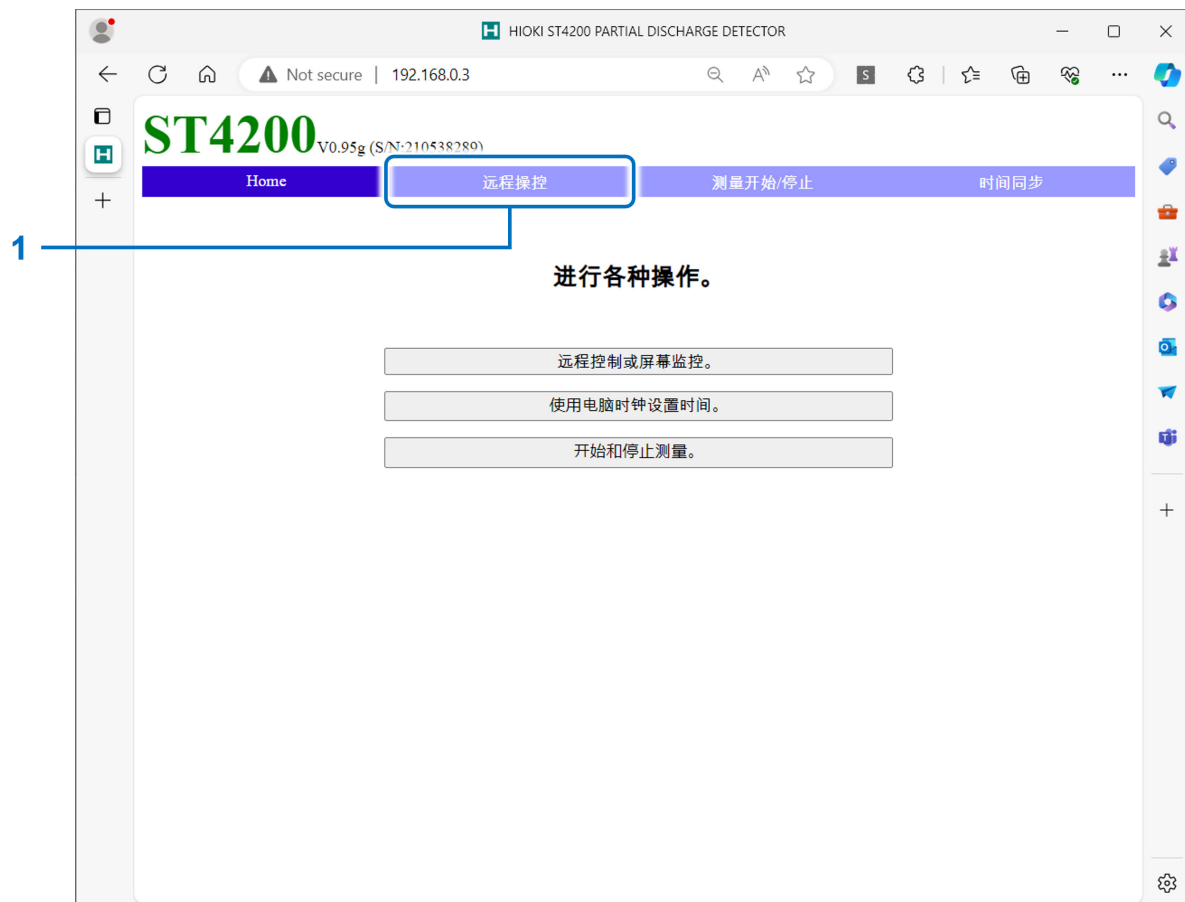 HIOKI ST4200 PARTIAL DISCHARGE DETECTOR
Not secure | 192.168.0.3
ST4200 V0.95g (S/N:210538289)
Home 远程操控 测量开始/停止 时间同步
1
进行各种操作。
远程控制或屏幕监控。
使用电脑时钟设置时间。
开始和停止测量。